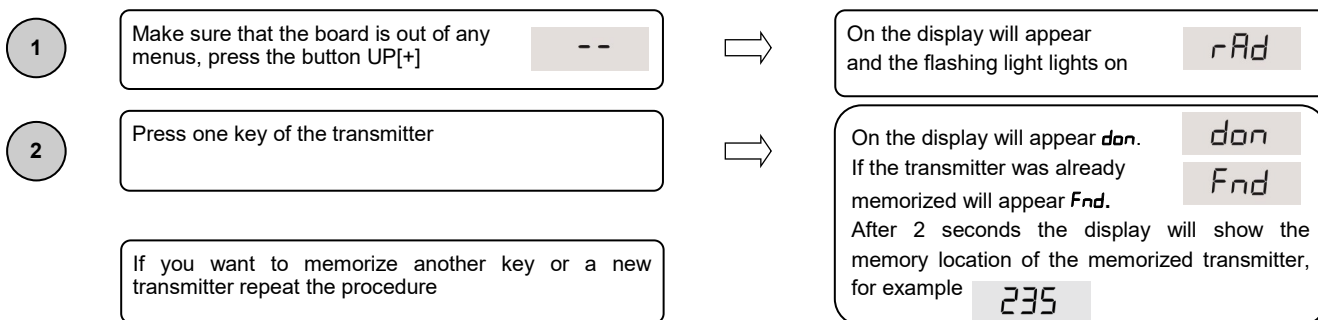 1
Make sure that the board is out of any
menus, press the button UP[+]
--
On the display will appear
and the flashing light lights on
rAd
2
Press one key of the transmitter
On the display will appear don.
If the transmitter was already
memorized will appear Fnd.
don
Fnd
After 2 seconds the display will show the
memory location of the memorized transmitter,
for example
235
If you want to memorize another key or a new
transmitter repeat the procedure